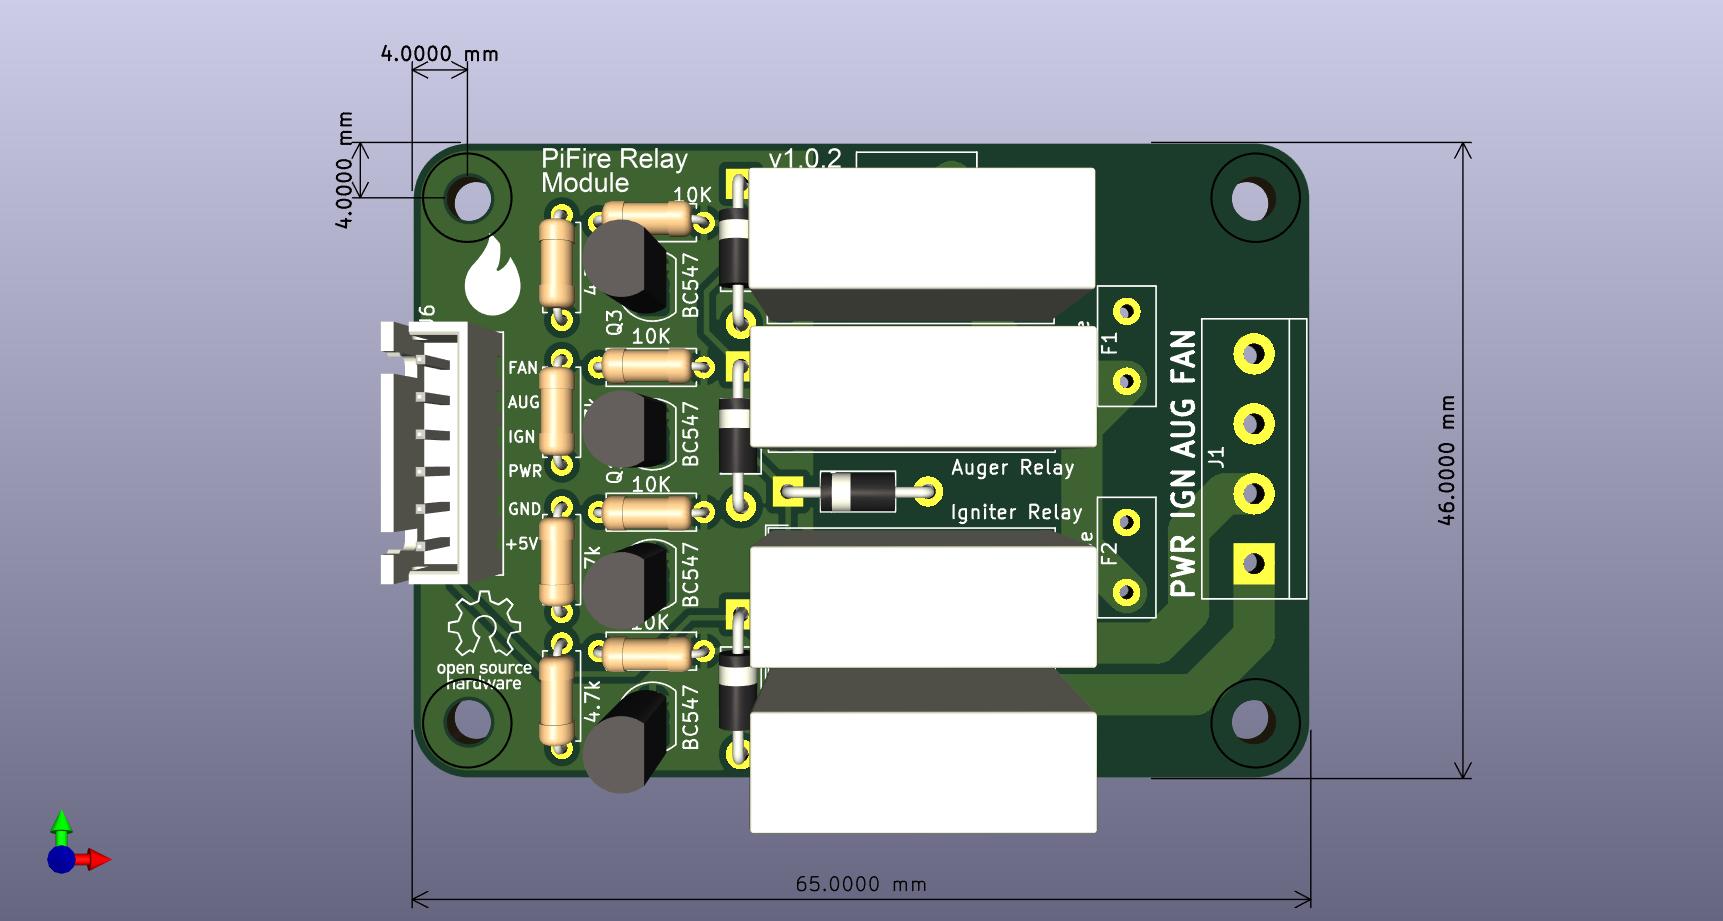 4.0000 mm
4.0000 mm
PiFire Relay
Module
v1.0.2
10K
BC547
Q3
10K
J6
FAN
AUG
IGN
PWR
GND
+5V
BC547
10K
Auger Relay
Igniter Relay
F1
F2
J1
PWR IGN AUG FAN
7k
BC547
10K
4.7k
BC547
open source
hardware
46.0000 mm
65.0000 mm